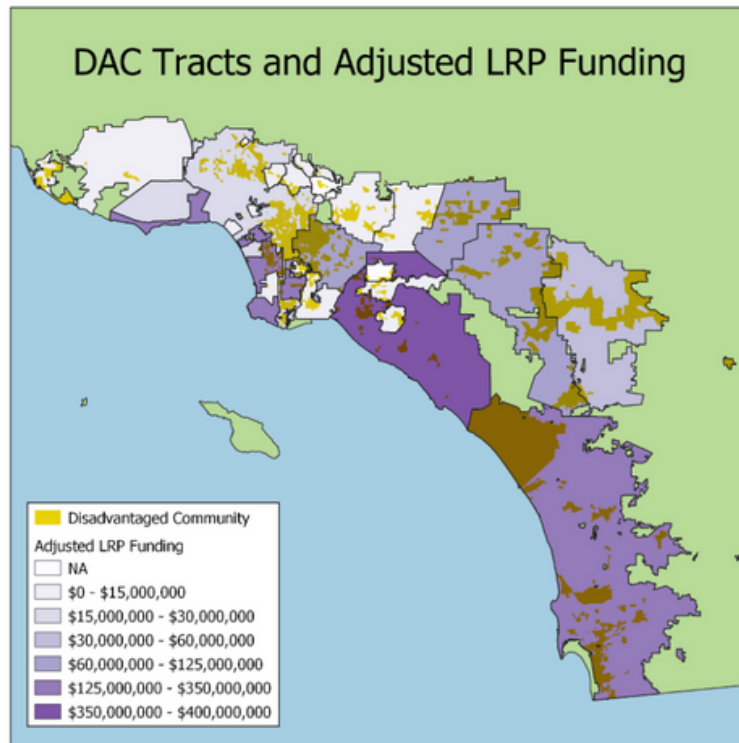 DAC Tracts and Adjusted LRP Funding
Disadvantaged Community
Adjusted LRP Funding
NA
$0 - $15,000,000
$15,000,000 - $30,000,000
$30,000,000 - $60,000,000
$60,000,000 - $125,000,000
$125,000,000 - $350,000,000
$350,000,000 - $400,000,000